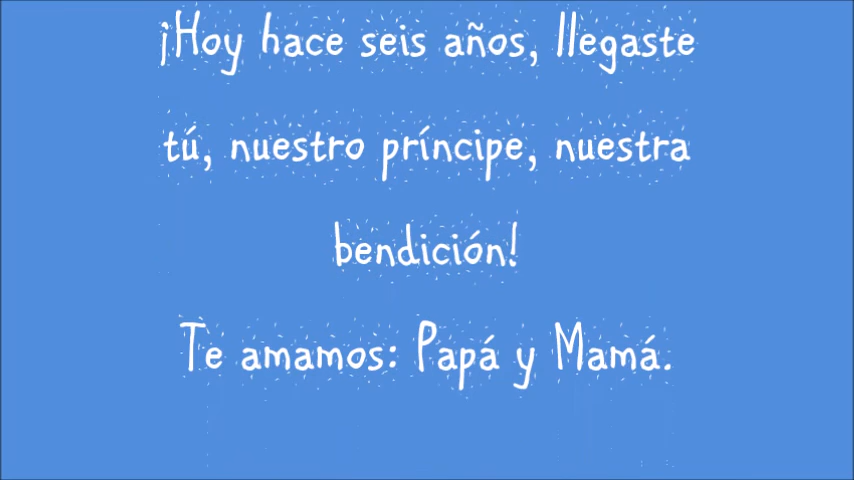 ¡Hoy hace seis años, llegaste
tú, nuestro príncipe, nuestra
bendición!
Te amamos: Papá y Mamá.